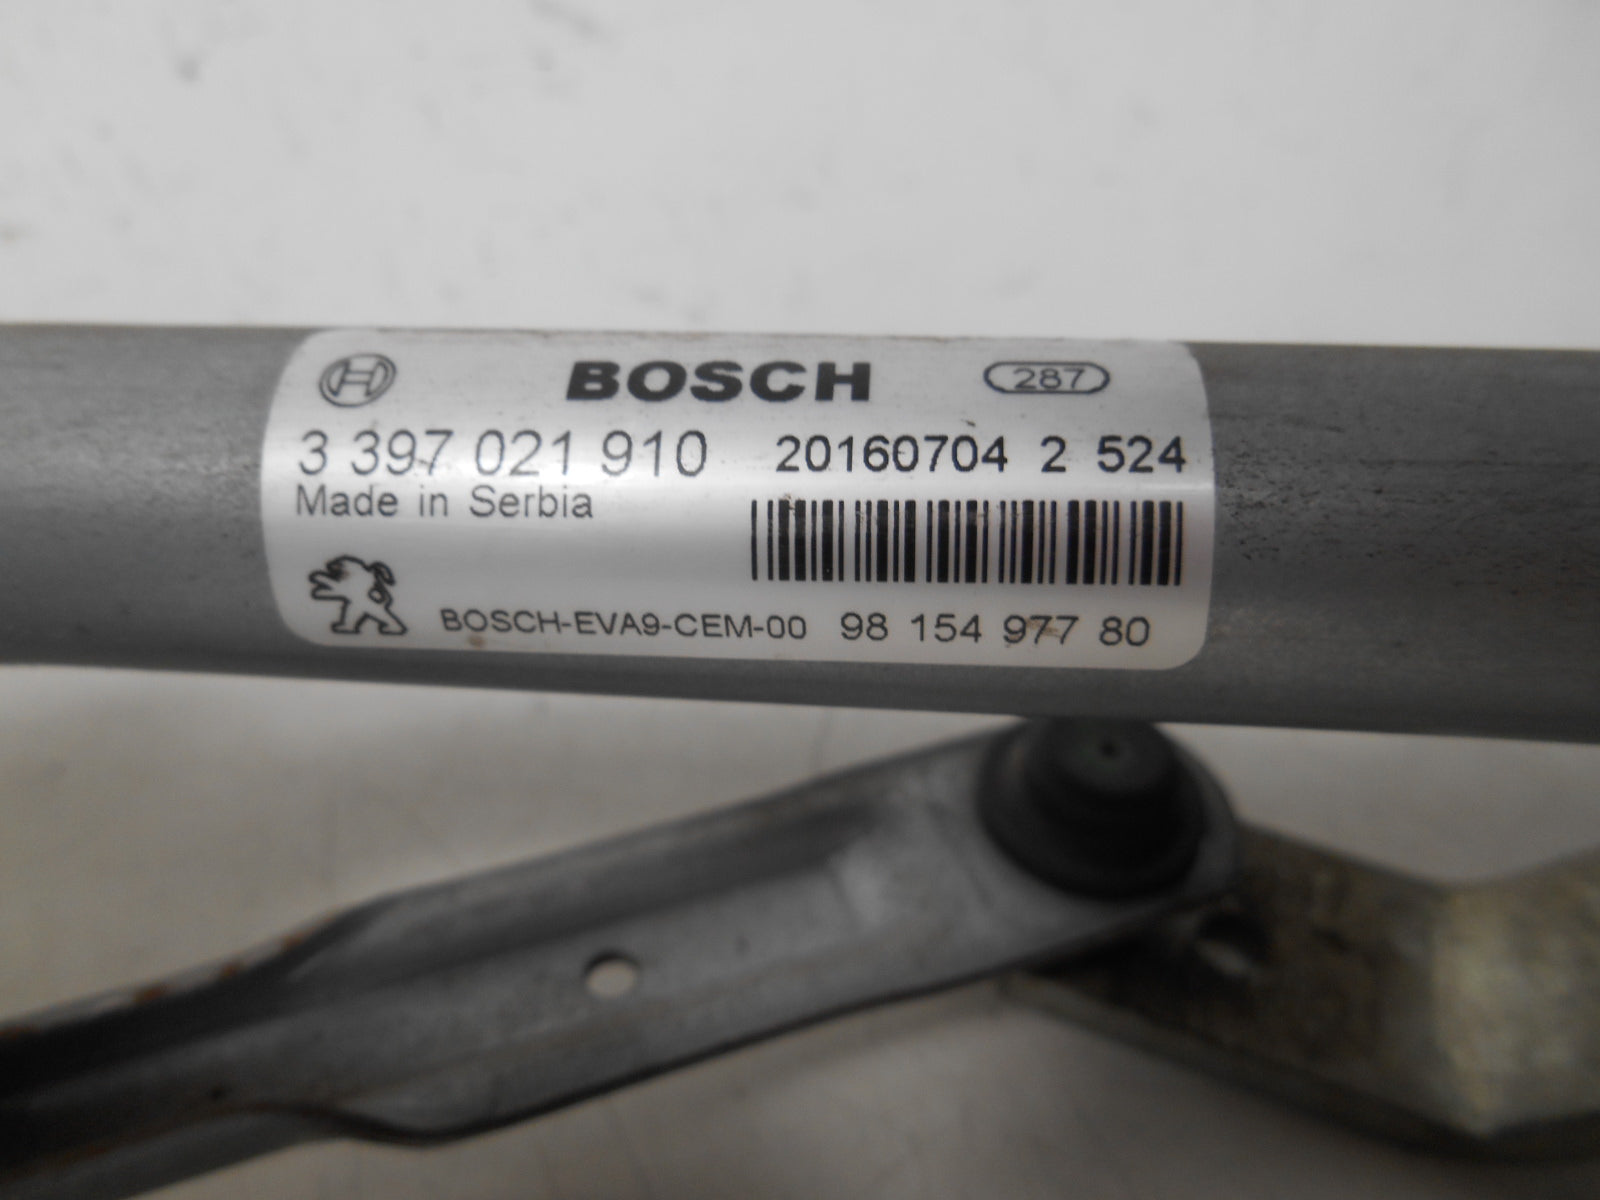 BOSCH 287
3 397 021 910 20160704 2 524
Made in Serbia
BOSCH-EVA9-CEM-00 98 154 977 80